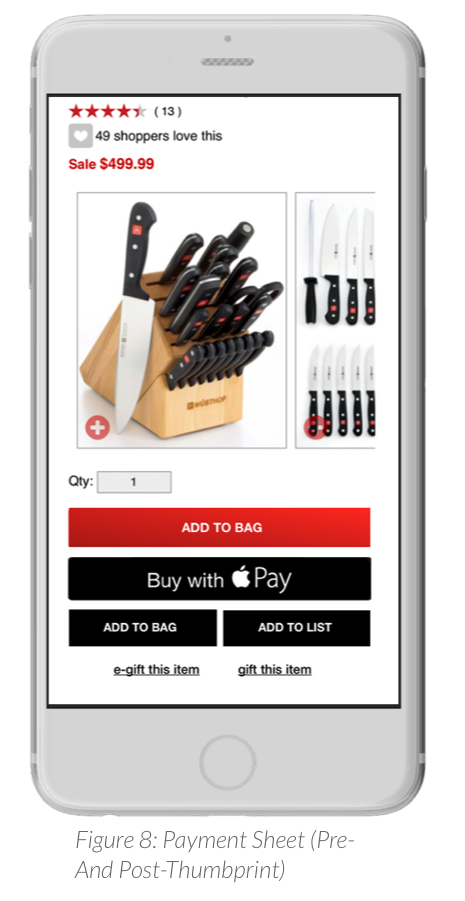 ( 13 )
49 shoppers love this
Sale $499.99
WÜSTHOF
Qty: 1
ADD TO BAG
Buy with Pay
ADD TO BAG
ADD TO LIST
e-gift this item
gift this item
Figure 8: Payment Sheet (Pre-
And Post-Thumbprint)